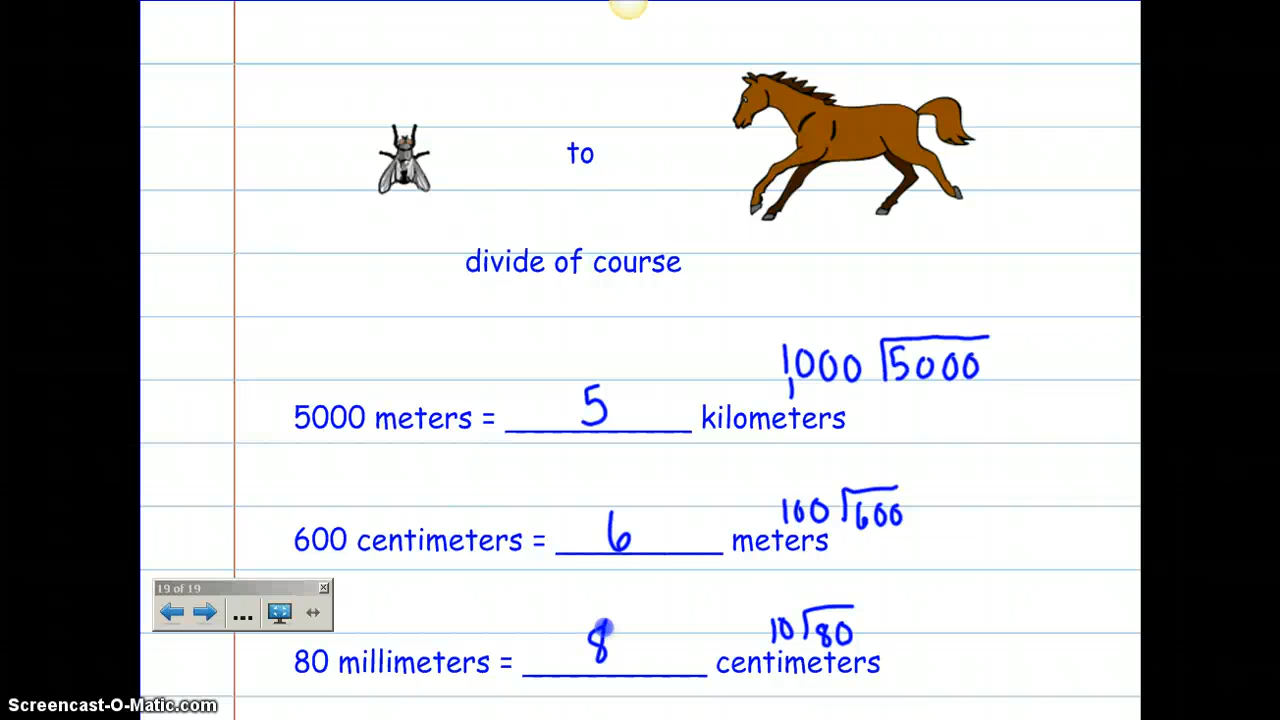 to
divide of course
1000 5000
5000 meters = 5 kilometers
100 600
600 centimeters = 6 meters
19 of 19
...
10 80
80 millimeters = 8 centimeters
Screencast-O-Matic.com